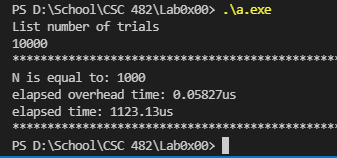 PS D:\School\CSC 482\Lab0x00> .\a.exe
List number of trials
10000
************************************************
N is equal to: 1000
elapsed overhead time: 0.05827us
elapsed time: 1123.13us
************************************************
PS D:\School\CSC 482\Lab0x00>